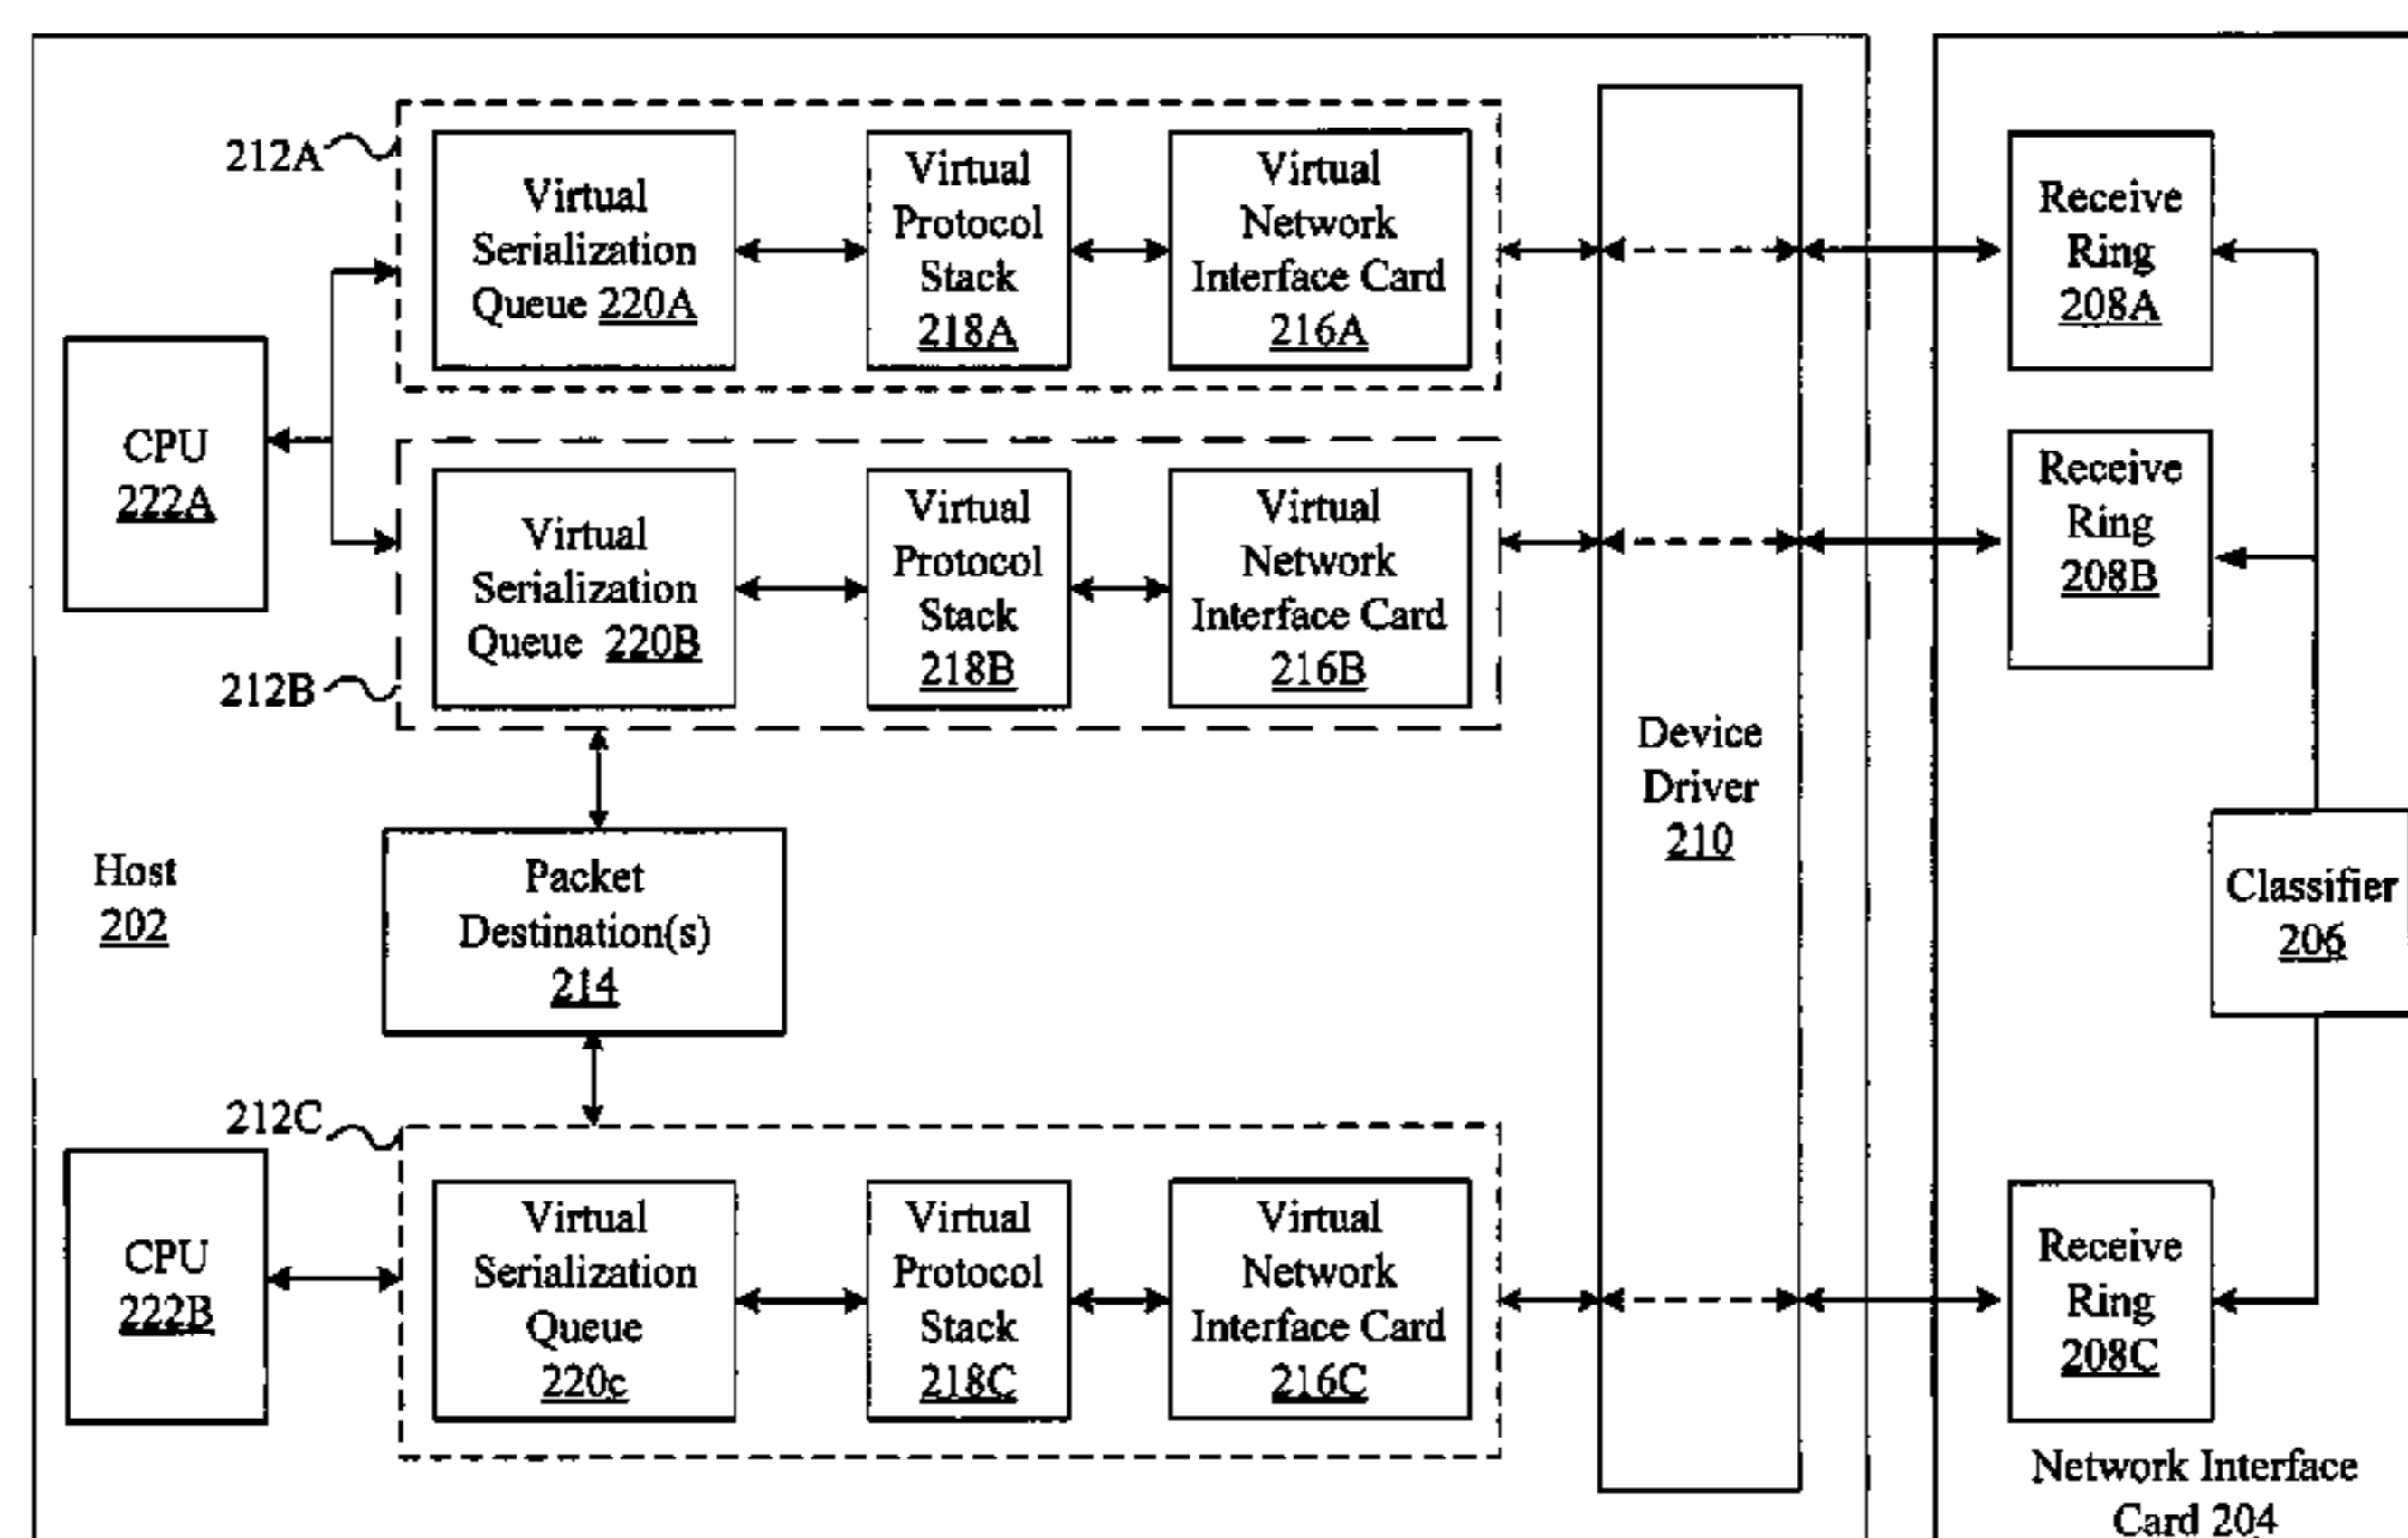 212A
Virtual
Serialization
Queue 220A
Virtual
Protocol
Stack
218A
Virtual
Network
Interface Card
216A
Receive
Ring
208A
CPU
222A
Virtual
Serialization
Queue 220B
Virtual
Protocol
Stack
218B
Virtual
Network
Interface Card
216B
Receive
Ring
208B
212B
Device
Driver
210
Host
202
Packet
Destination(s)
214
Classifier
206
212C
CPU
222B
Virtual
Serialization
Queue
220c
Virtual
Protocol
Stack
218C
Virtual
Network
Interface Card
216C
Receive
Ring
208C
Network Interface
Card 204